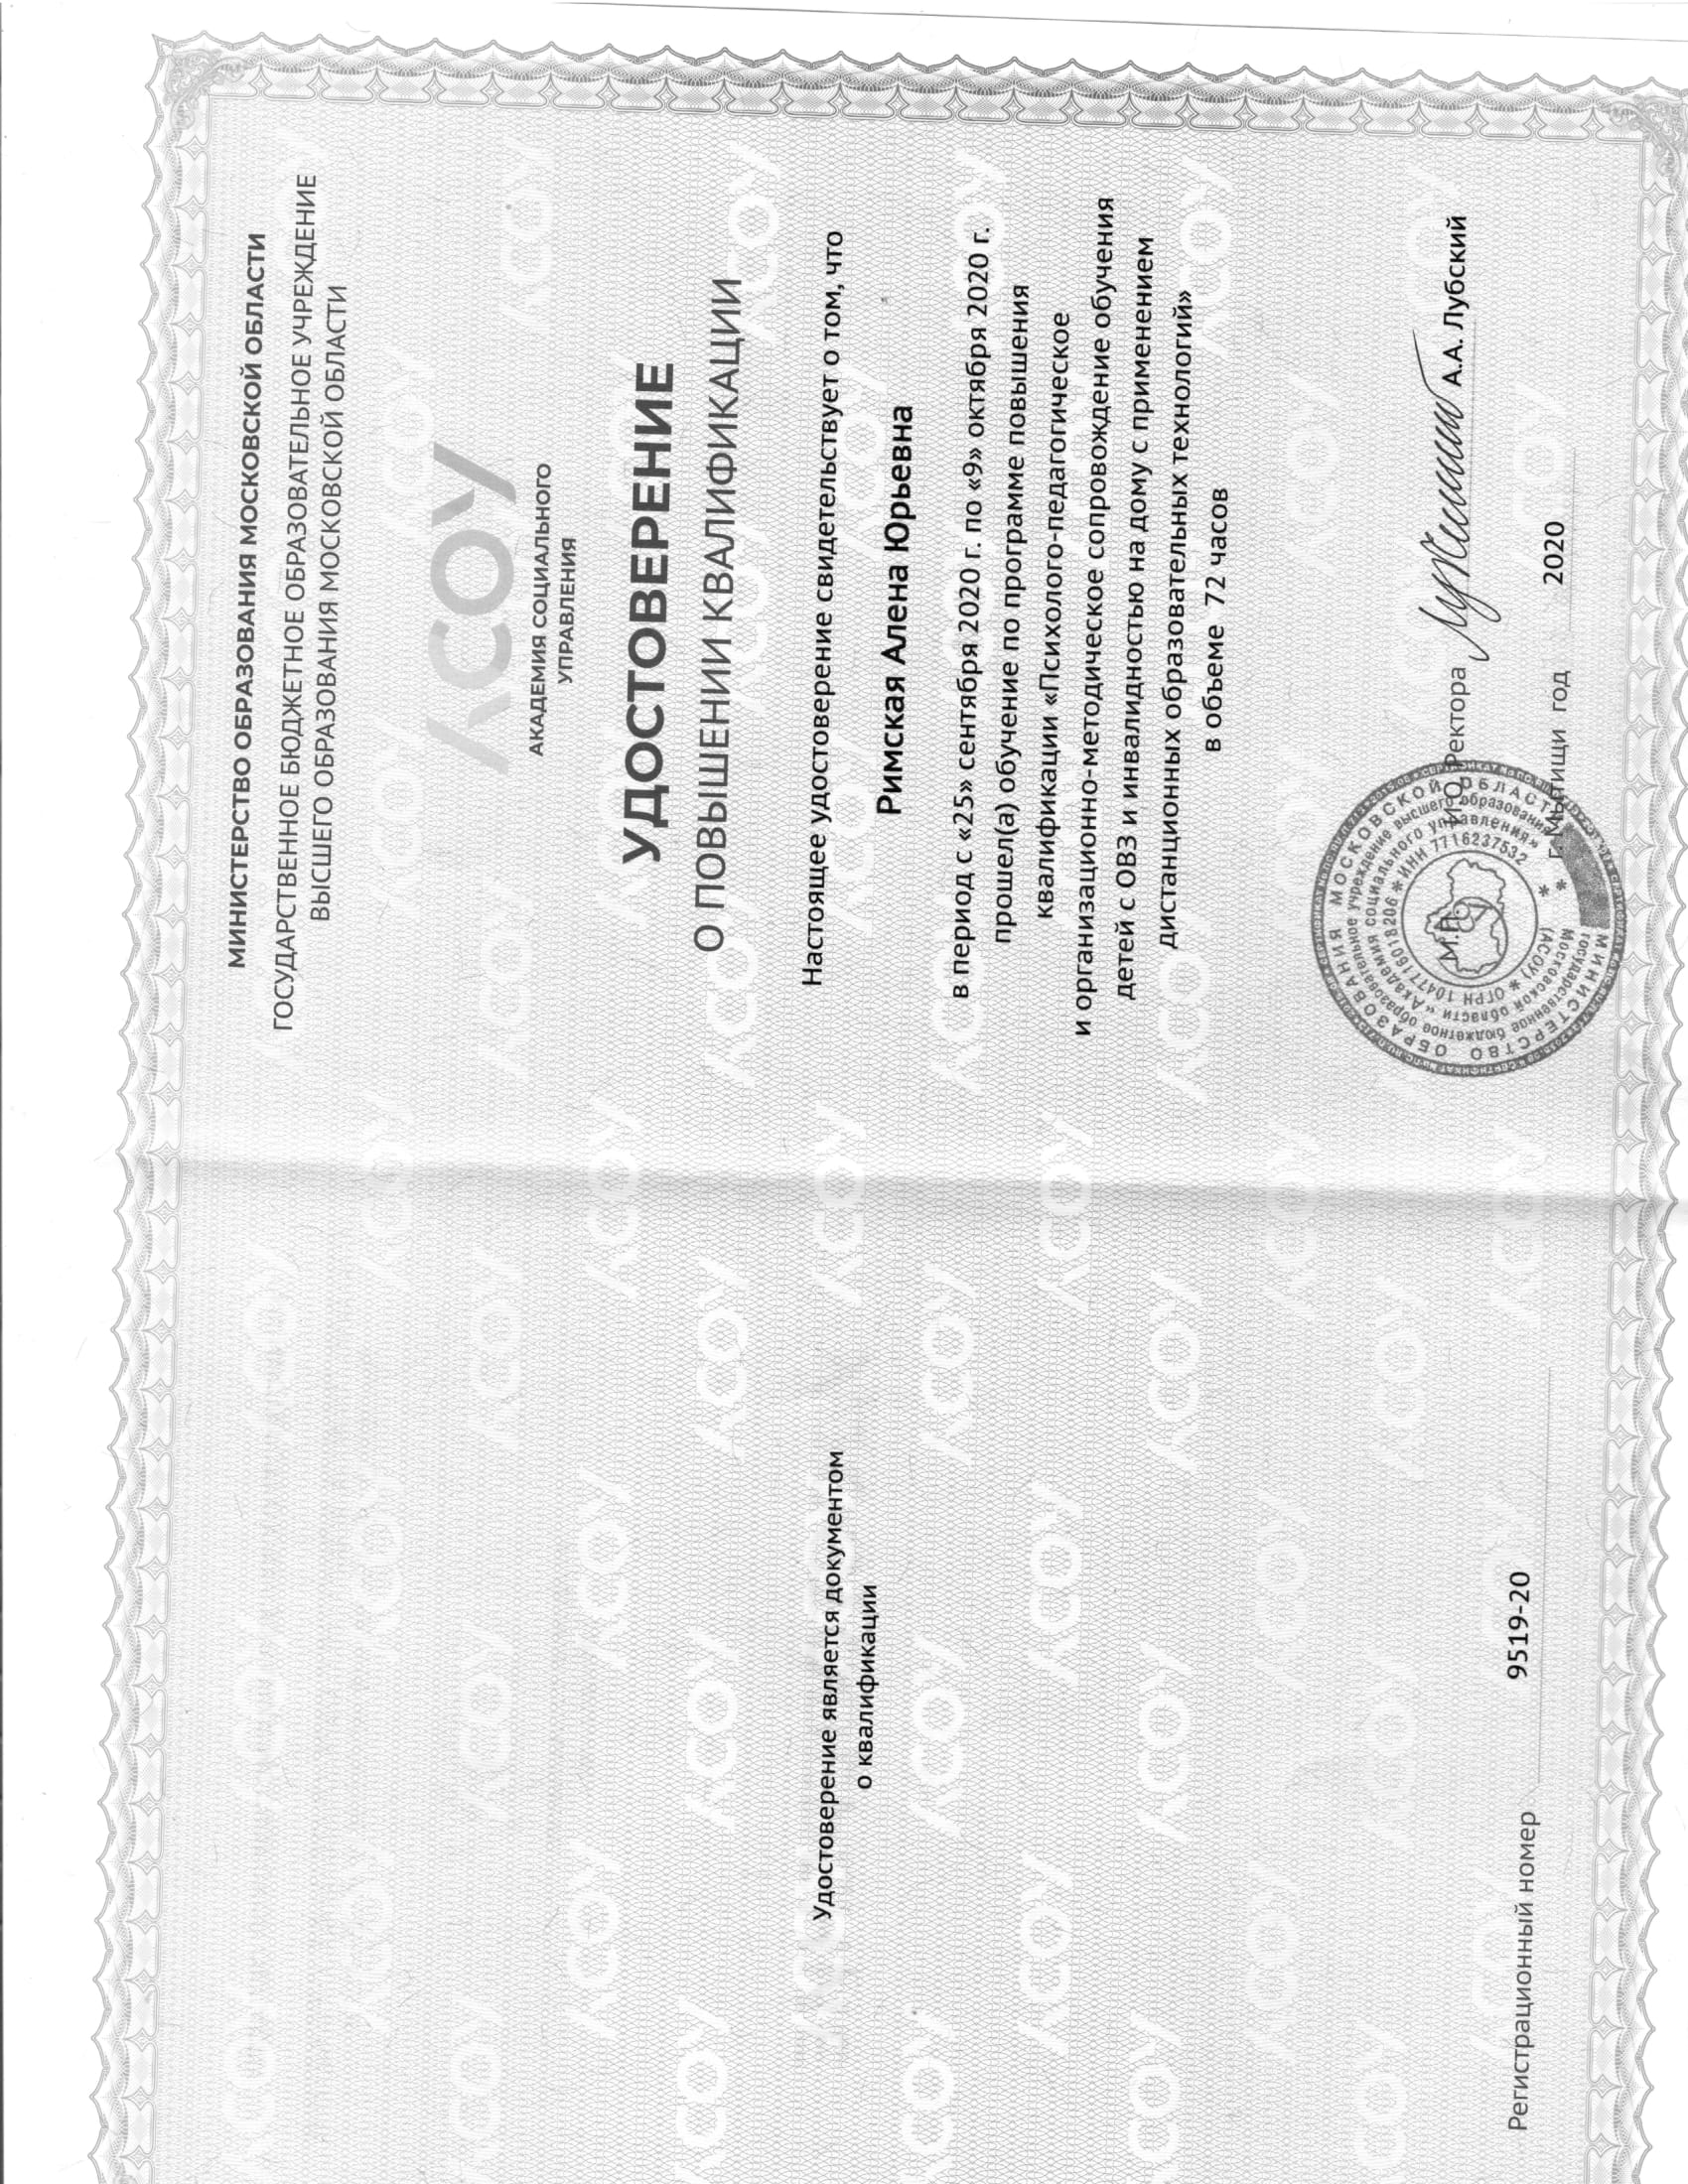 Удостоверение является документом
о квалификации
Регистрационный номер 9519-20
МИНИСТЕРСТВО ОБРАЗОВАНИЯ МОСКОВСКОЙ ОБЛАСТИ
ГОСУДАРСТВЕННОЕ БЮДЖЕТНОЕ ОБРАЗОВАТЕЛЬНОЕ УЧРЕЖДЕНИЕ
ВЫСШЕГО ОБРАЗОВАНИЯ МОСКОВСКОЙ ОБЛАСТИ
АСОУ
АКАДЕМИЯ СОЦИАЛЬНОГО
УПРАВЛЕНИЯ
УДОСТОВЕРЕНИЕ
О ПОВЫШЕНИИ КВАЛИФИКАЦИИ
Настоящее удостоверение свидетельствует о том, что
Римская Алена Юрьевна
в период с «25» сентября 2020 г. по «9» октября 2020 г.
прошел(а) обучение по программе повышения
квалификации «Психолого-педагогическое
и организационно-методическое сопровождение обучения
детей с ОВЗ и инвалидностью на дому с применением
дистанционных образовательных технологий»
в объеме 72 часов
М.П. И.О. Ректора А.А. Лубский
г. Мытищи год 2020
МИНИСТЕРСТВО ОБРАЗОВАНИЯ МОСКОВСКОЙ ОБЛАСТИ
государственное бюджетное образовательное учреждение высшего образования
Московской области «Академия социального управления»
(АСОУ) * ОГРН 1047716018206 * ИНН 7716237532 *